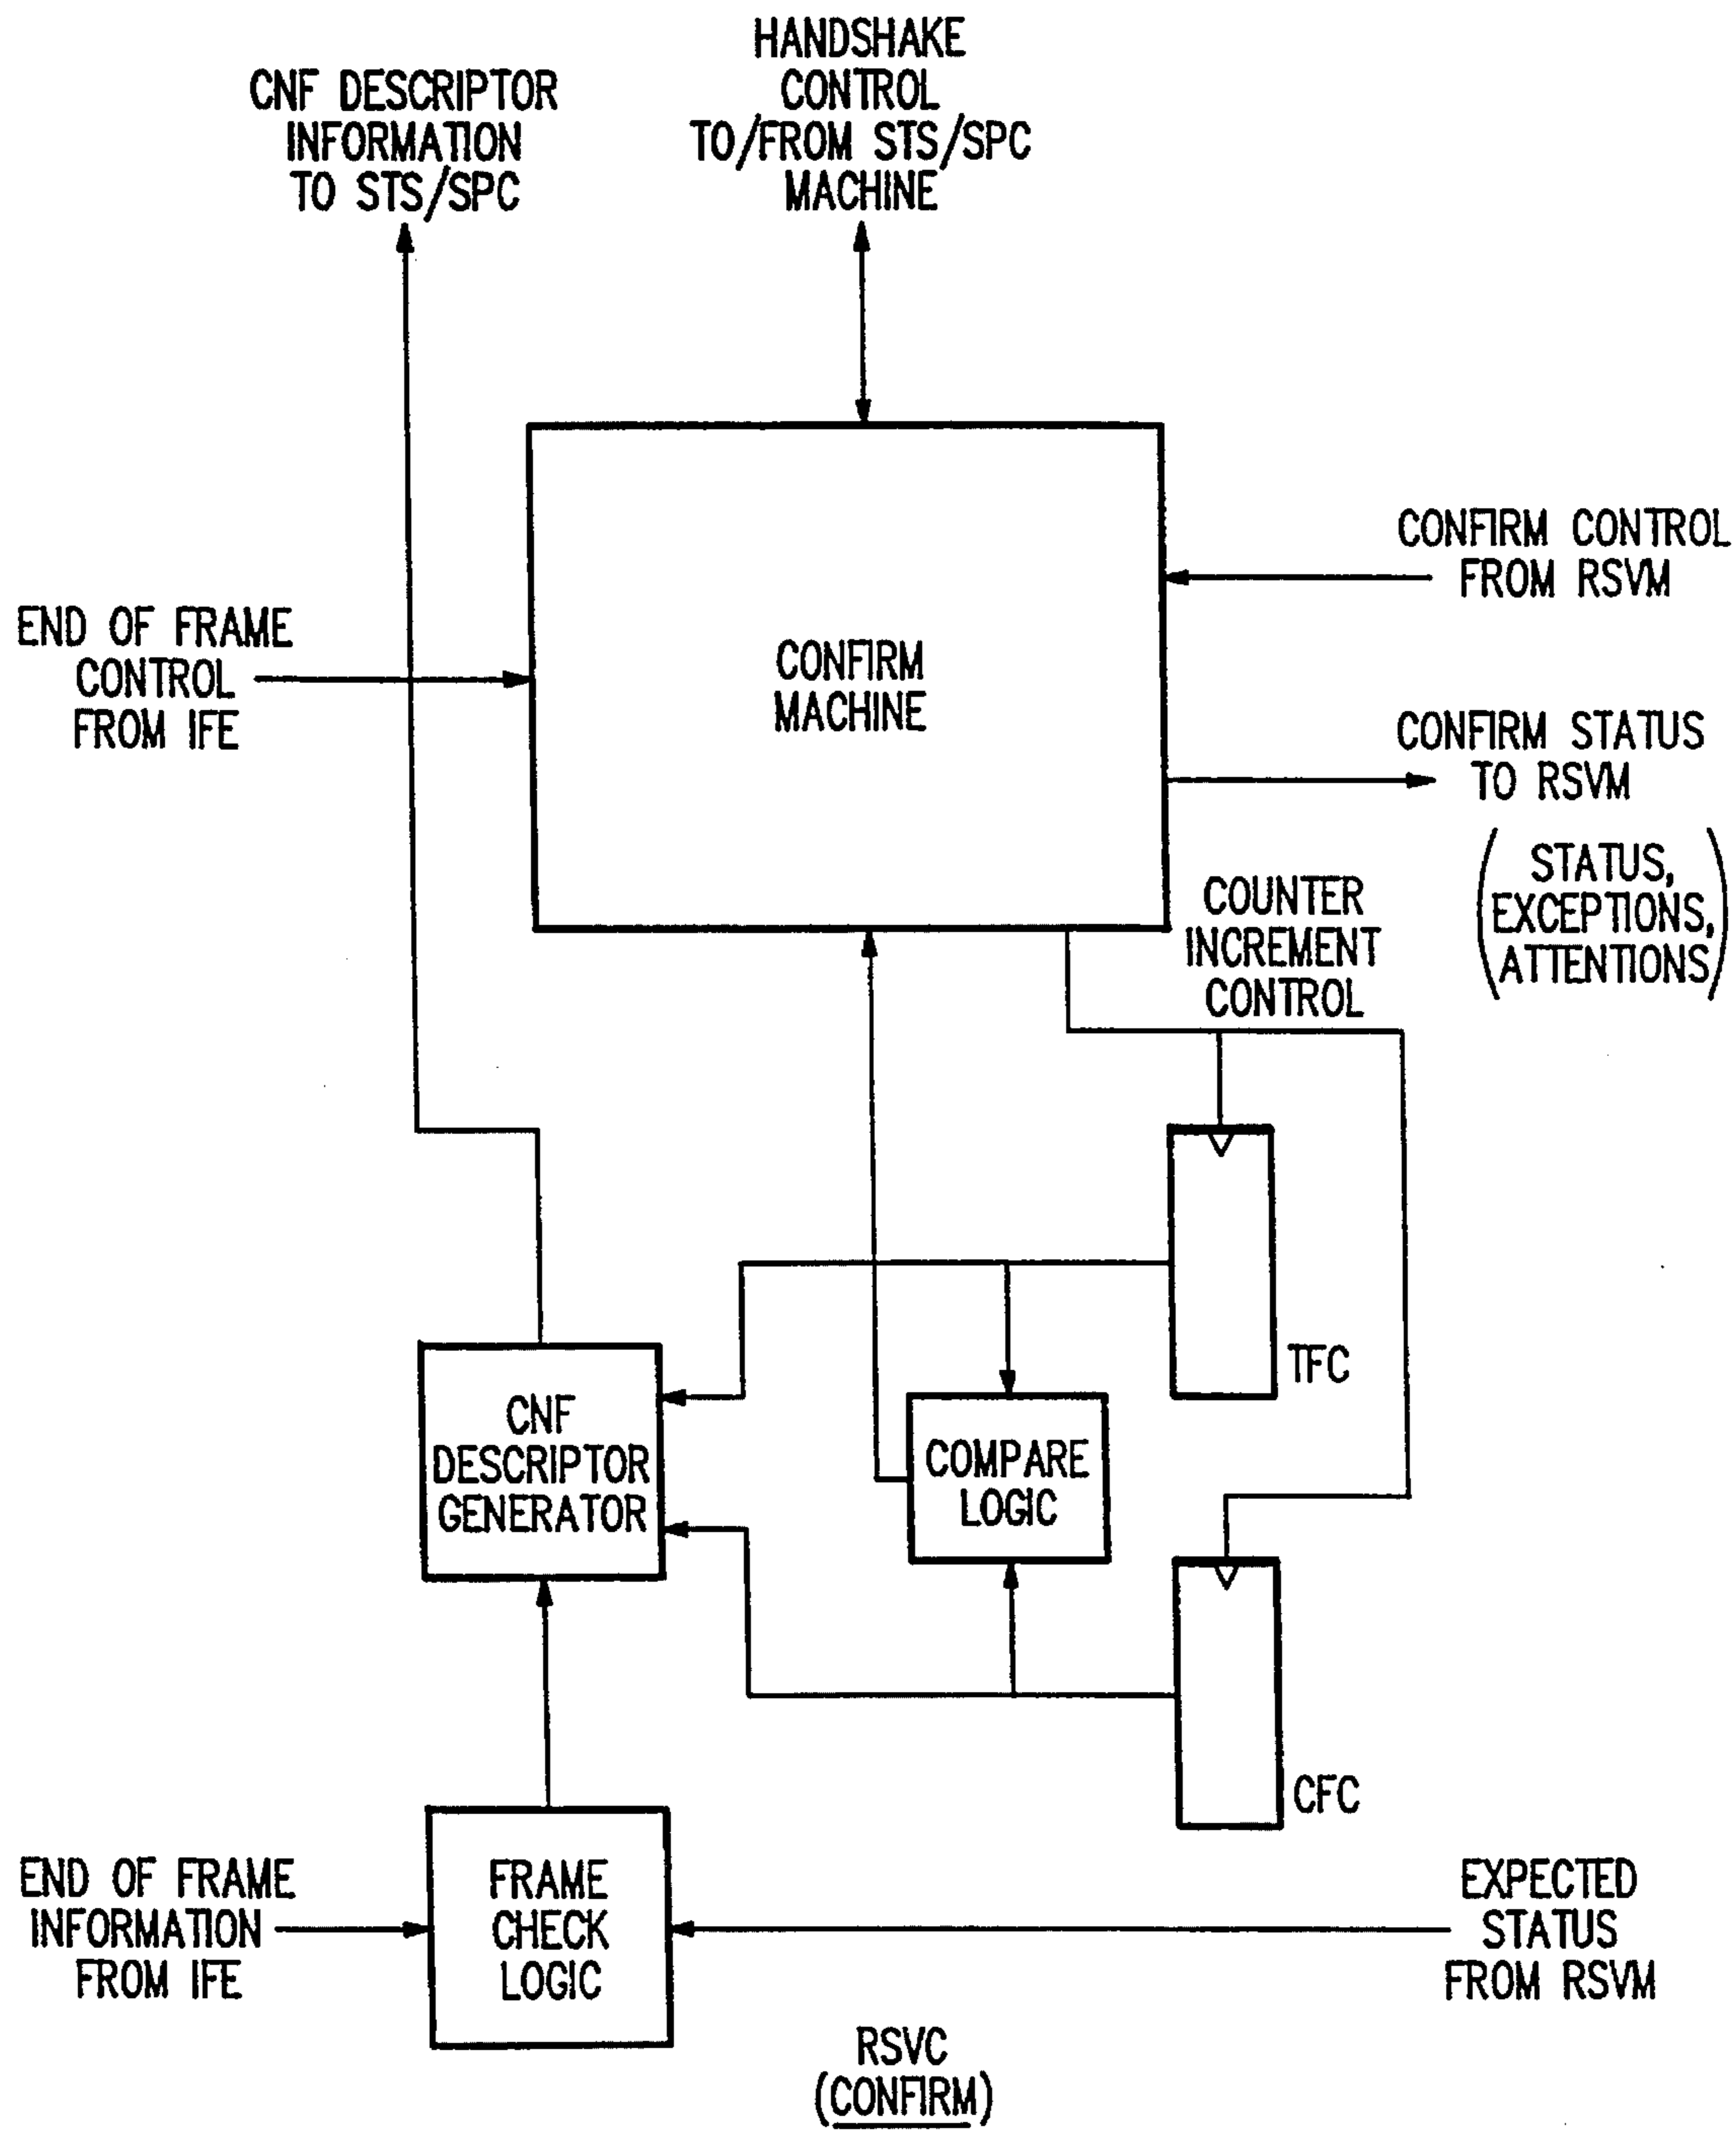 HANDSHAKE
CONTROL
TO/FROM STS/SPC
MACHINE
CNF DESCRIPTOR
INFORMATION
TO STS/SPC
CONFIRM CONTROL
FROM RSVM
END OF FRAME
CONTROL
FROM IFE
CONFIRM
MACHINE
CONFIRM STATUS
TO RSVM
(STATUS,
EXCEPTIONS,
ATTENTIONS)
COUNTER
INCREMENT
CONTROL
TFC
CNF
DESCRIPTOR
GENERATOR
COMPARE
LOGIC
CFC
END OF FRAME
INFORMATION
FROM IFE
FRAME
CHECK
LOGIC
EXPECTED
STATUS
FROM RSVM
RSVC
(CONFIRM)